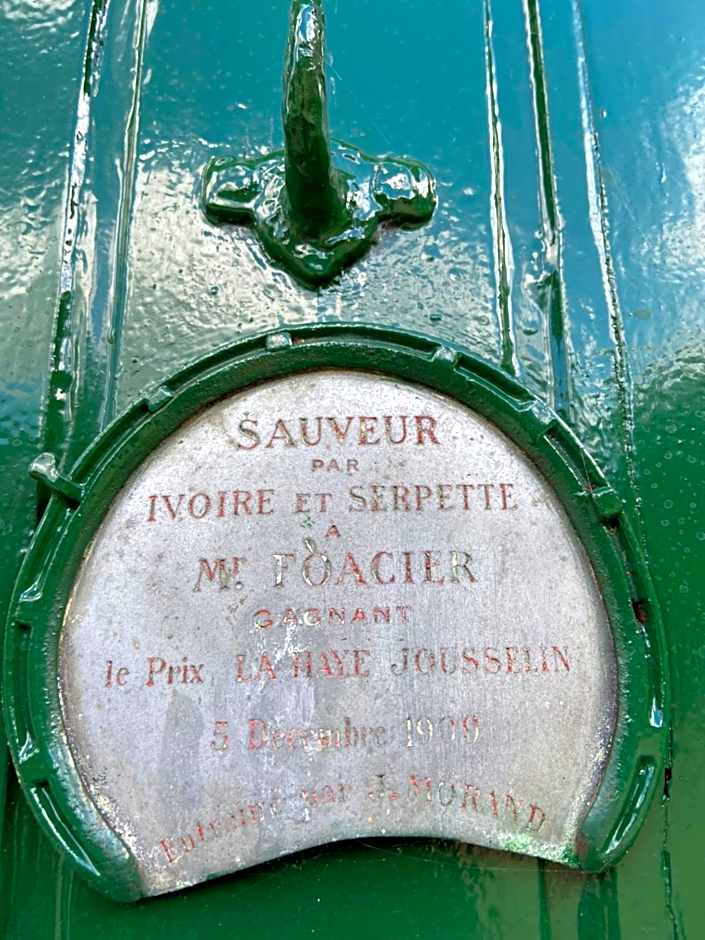 SAUVEUR
PAR
IVOIRE ET SERPETTE
A
Mr. FOACIER
GAGNANT
le Prix LA HAYE JOUSSELIN
5 Décembre 1909
Entrainé par J. MORAND